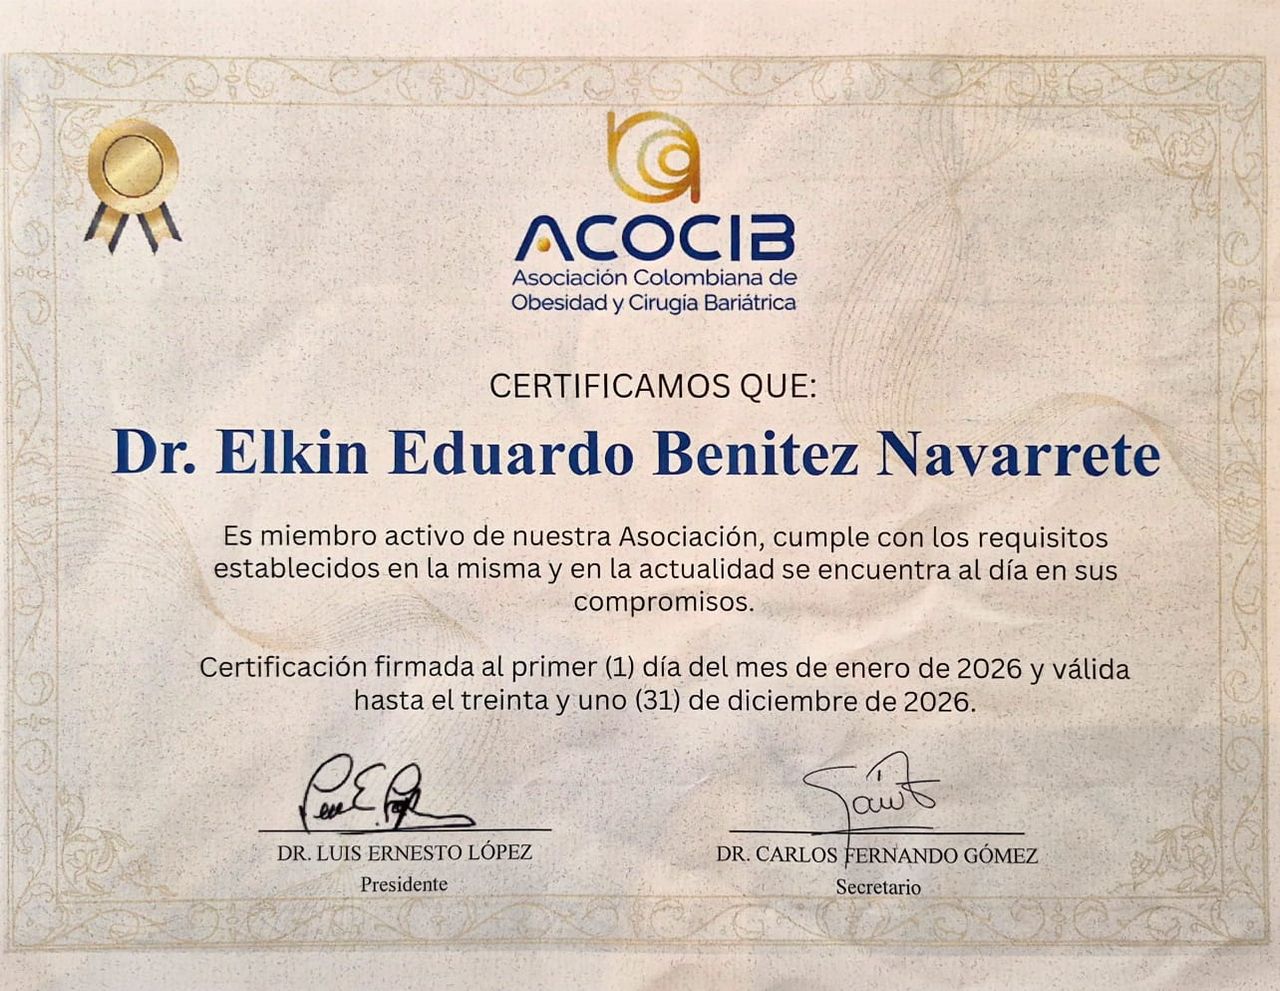 ACOCIB
Asociación Colombiana de
Obesidad y Cirugía Bariátrica
CERTIFICAMOS QUE:
Dr. Elkin Eduardo Benitez Navarrete
Es miembro activo de nuestra Asociación, cumple con los requisitos
establecidos en la misma y en la actualidad se encuentra al día en sus
compromisos.
Certificación firmada al primer (1) día del mes de enero de 2026 y válida
hasta el treinta y uno (31) de diciembre de 2026.
DR. LUIS ERNESTO LÓPEZ
Presidente
DR. CARLOS FERNANDO GÓMEZ
Secretario